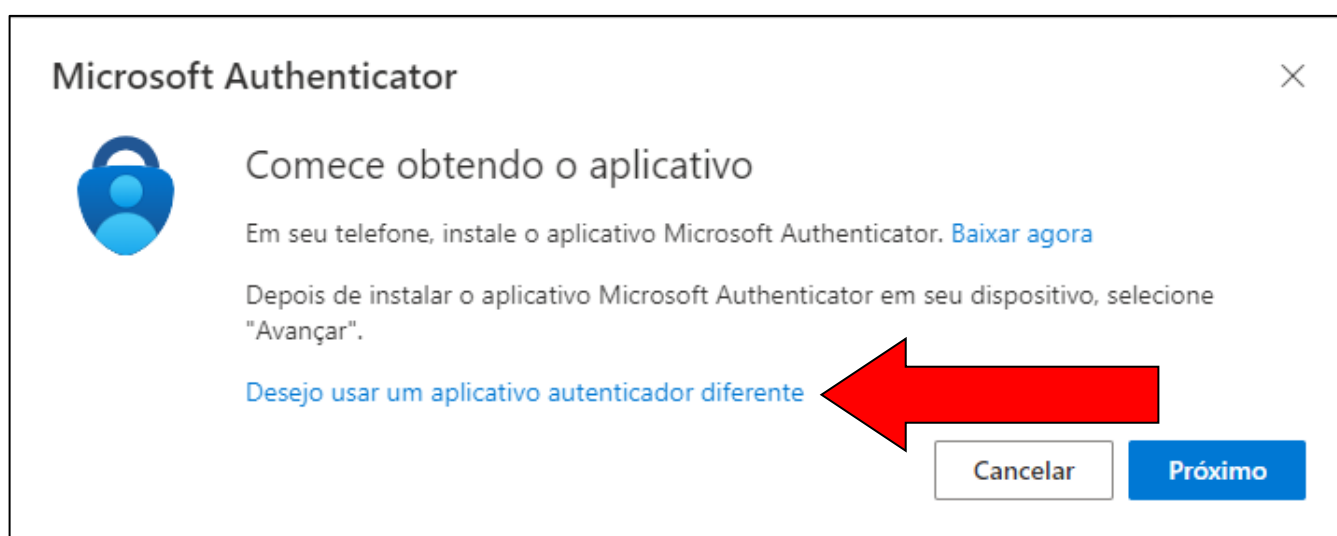 Microsoft Authenticator
Comece obtendo o aplicativo
Em seu telefone, instale o aplicativo Microsoft Authenticator. Baixar agora
Depois de instalar o aplicativo Microsoft Authenticator em seu dispositivo, selecione
"Avançar".
Desejo usar um aplicativo autenticador diferente
Cancelar Próximo